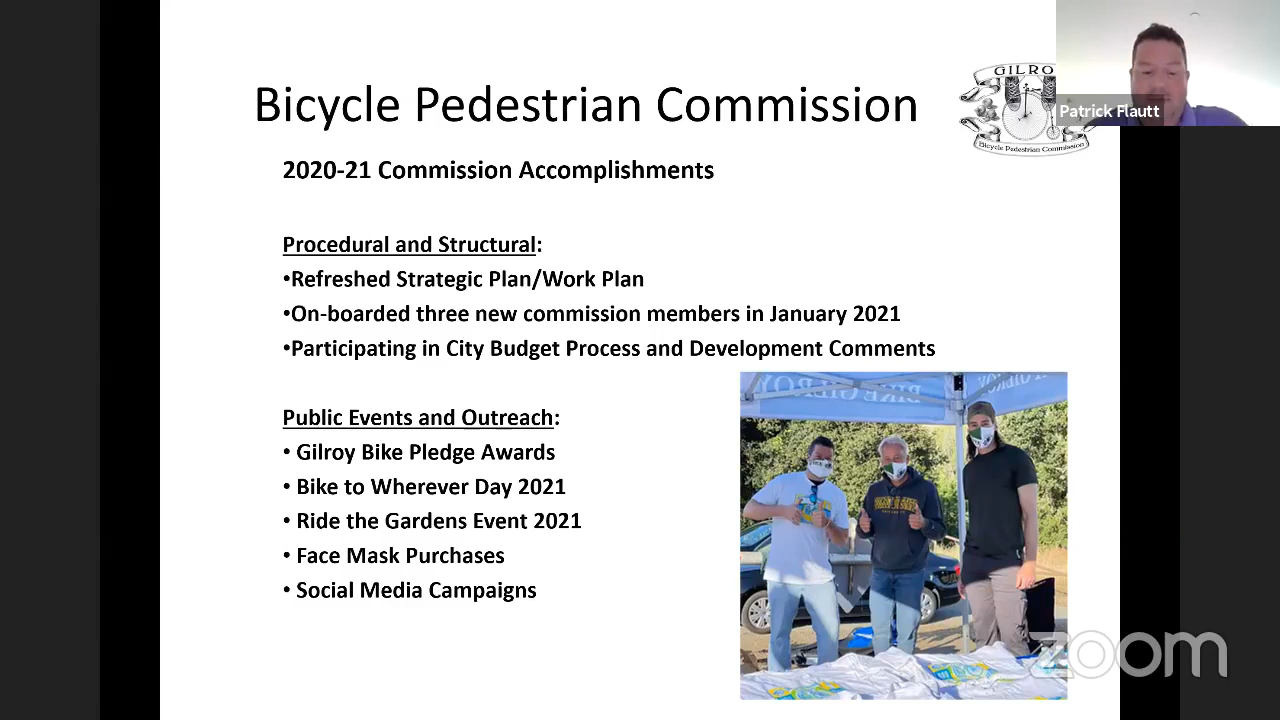 Bicycle Pedestrian Commission
GILRO
Bicycle Pedestrian Commission
Patrick Flautt
2020-21 Commission Accomplishments
Procedural and Structural:
•Refreshed Strategic Plan/Work Plan
•On-boarded three new commission members in January 2021
•Participating in City Budget Process and Development Comments
Public Events and Outreach:
• Gilroy Bike Pledge Awards
• Bike to Wherever Day 2021
• Ride the Gardens Event 2021
• Face Mask Purchases
• Social Media Campaigns
BIKE GILROY
zoom